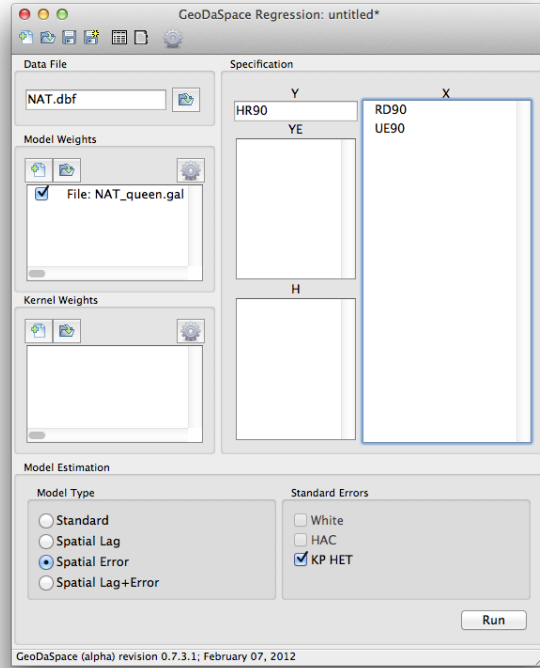 GeoDaSpace Regression: untitled*
Data File
NAT.dbf
Model Weights
File: NAT_queen.gal
Kernel Weights
Specification
Y
HR90
YE
H
X
RD90
UE90
Model Estimation
Model Type
Standard
Spatial Lag
Spatial Error
Spatial Lag+Error
Standard Errors
White
HAC
KP HET
Run
GeoDaSpace (alpha) revision 0.7.3.1; February 07, 2012